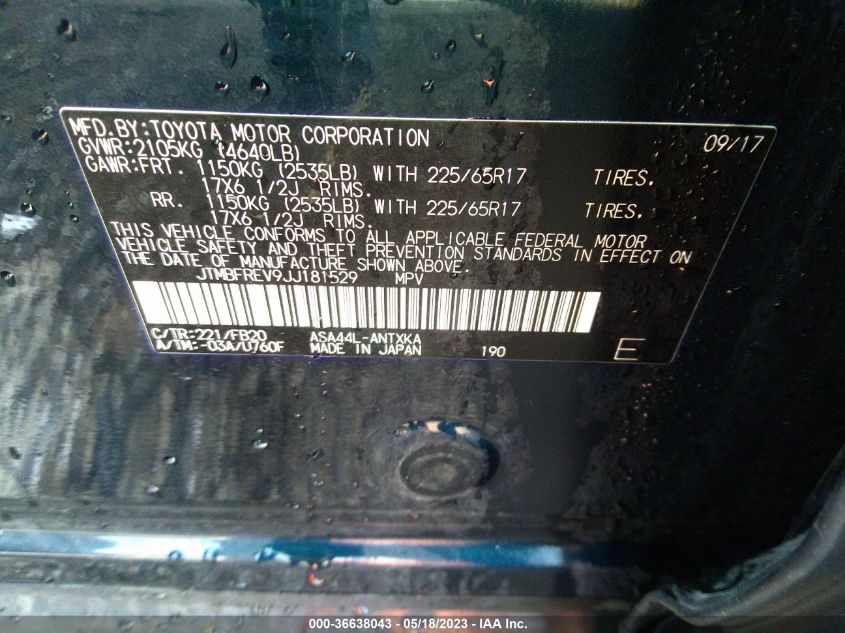 MFD.BY:TOYOTA MOTOR CORPORATION 09/17
GVWR:2105KG (4640LB)
GAWR:FRT. 1150KG (2535LB) WITH 225/65R17 TIRES.
17X6 1/2J RIMS.
RR. 1150KG (2535LB) WITH 225/65R17 TIRES.
17X6 1/2J RIMS.
THIS VEHICLE CONFORMS TO ALL APPLICABLE FEDERAL MOTOR
VEHICLE SAFETY AND THEFT PREVENTION STANDARDS IN EFFECT ON
THE DATE OF MANUFACTURE SHOWN ABOVE.
JTMBFREV9JJ181529 MPV
C/TR:221/FB20 ASA44L-ANTXKA
A/TM:-03A/U760F MADE IN JAPAN 190 E
000-36638043 — 05/18/2023 — IAA Inc.